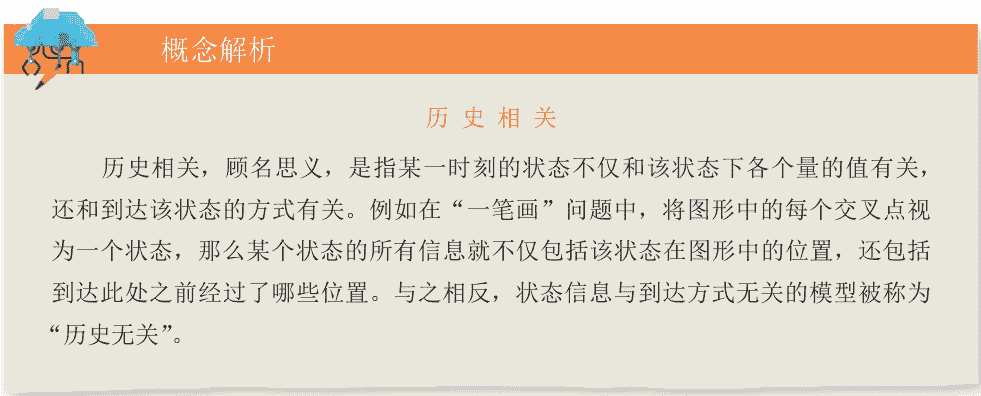 概念解析
历史相关
历史相关，顾名思义，是指某一时刻的状态不仅和该状态下各个量的值有关，
还和到达该状态的方式有关。例如在“一笔画”问题中，将图形中的每个交叉点视
为一个状态，那么某个状态的所有信息就不仅包括该状态在图形中的位置，还包括
到达此处之前经过了哪些位置。与之相反，状态信息与到达方式无关的模型被称为
“历史无关”。